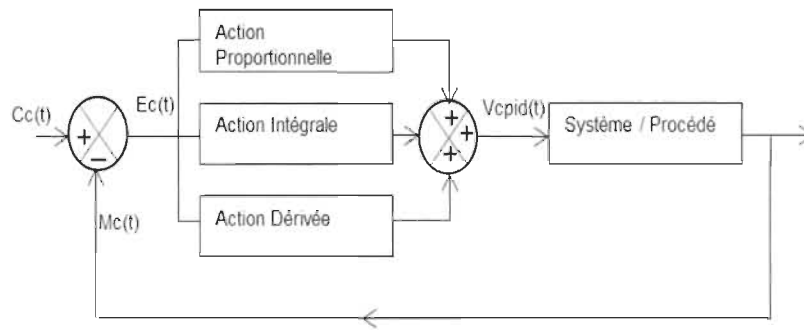 Action
Proportionnelle
Cc(t)
Ec(t)
+
−
Action Intégrale
+
+
+
Vcpid(t)
Système / Procédé
Mc(t)
Action Dérivée